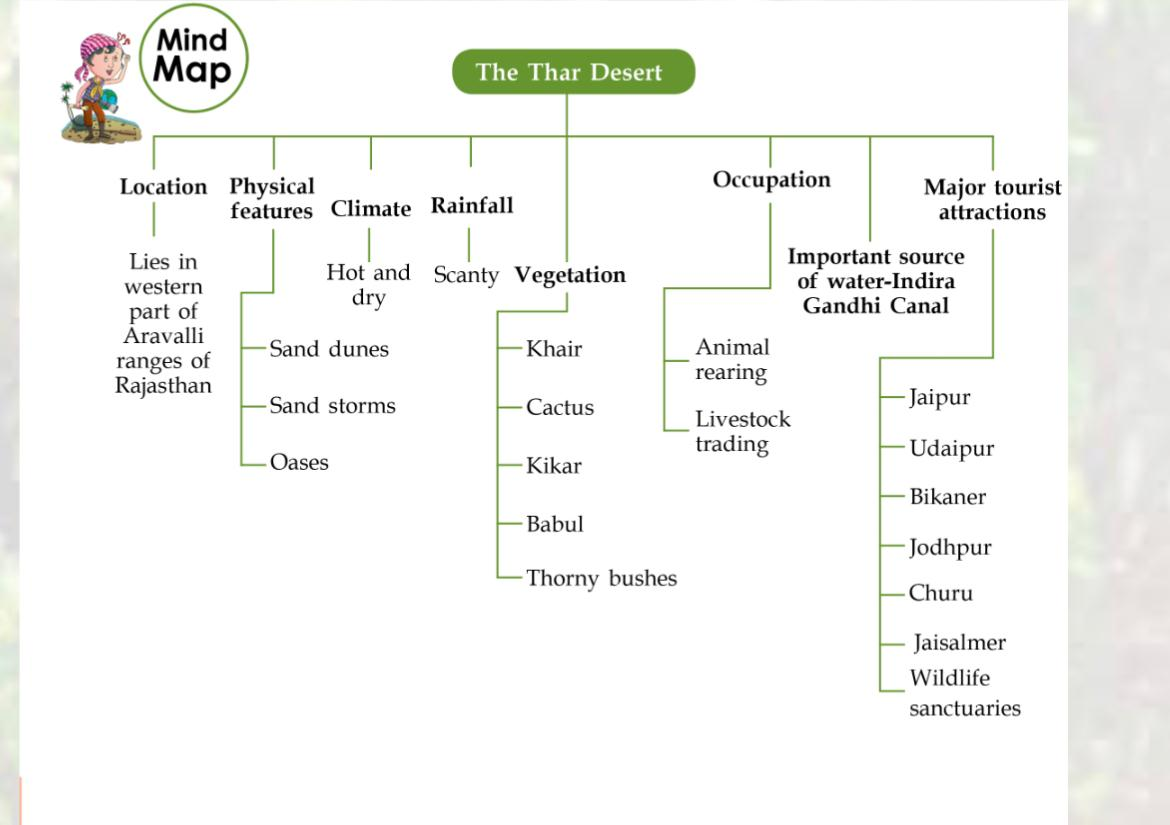 Mind
Map
The Thar Desert
Location
Lies in
western
part of
Aravalli
ranges of
Rajasthan
Physical
features
Sand dunes
Sand storms
Oases
Climate
Hot and
dry
Rainfall
Scanty
Vegetation
Khair
Cactus
Kikar
Babul
Thorny bushes
Occupation
Animal
rearing
Livestock
trading
Important source
of water-Indira
Gandhi Canal
Major tourist
attractions
Jaipur
Udaipur
Bikaner
Jodhpur
Churu
Jaisalmer
Wildlife
sanctuaries